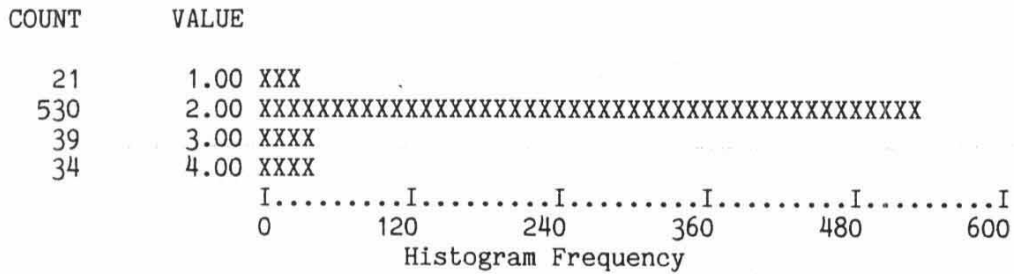 COUNT VALUE
21 1.00 XXX
530 2.00 XXXXXXXXXXXXXXXXXXXXXXXXXXXXXXXXXXXXXXXXXXXXX
39 3.00 XXXX
34 4.00 XXXX
I.........I.........I.........I.........I.........I
0 120 240 360 480 600
Histogram Frequency